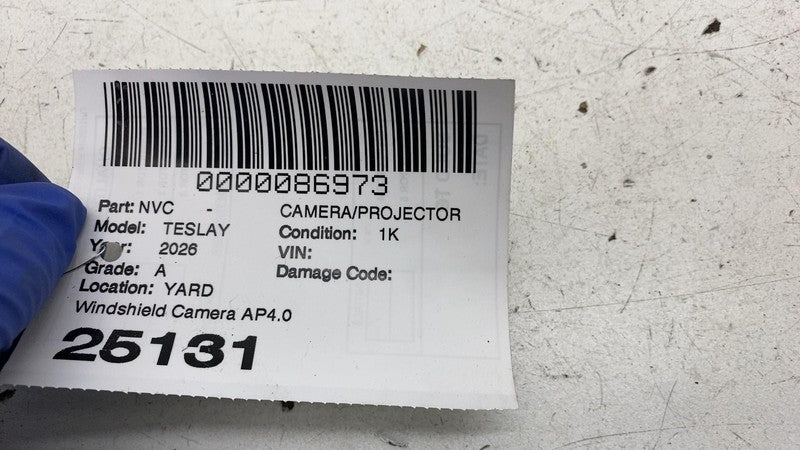 0000086973
Part: NVC - CAMERA/PROJECTOR
Model: TESLAY Condition: 1K
Year: 2026 VIN:
Grade: A Damage Code:
Location: YARD
Windshield Camera AP4.0
25131